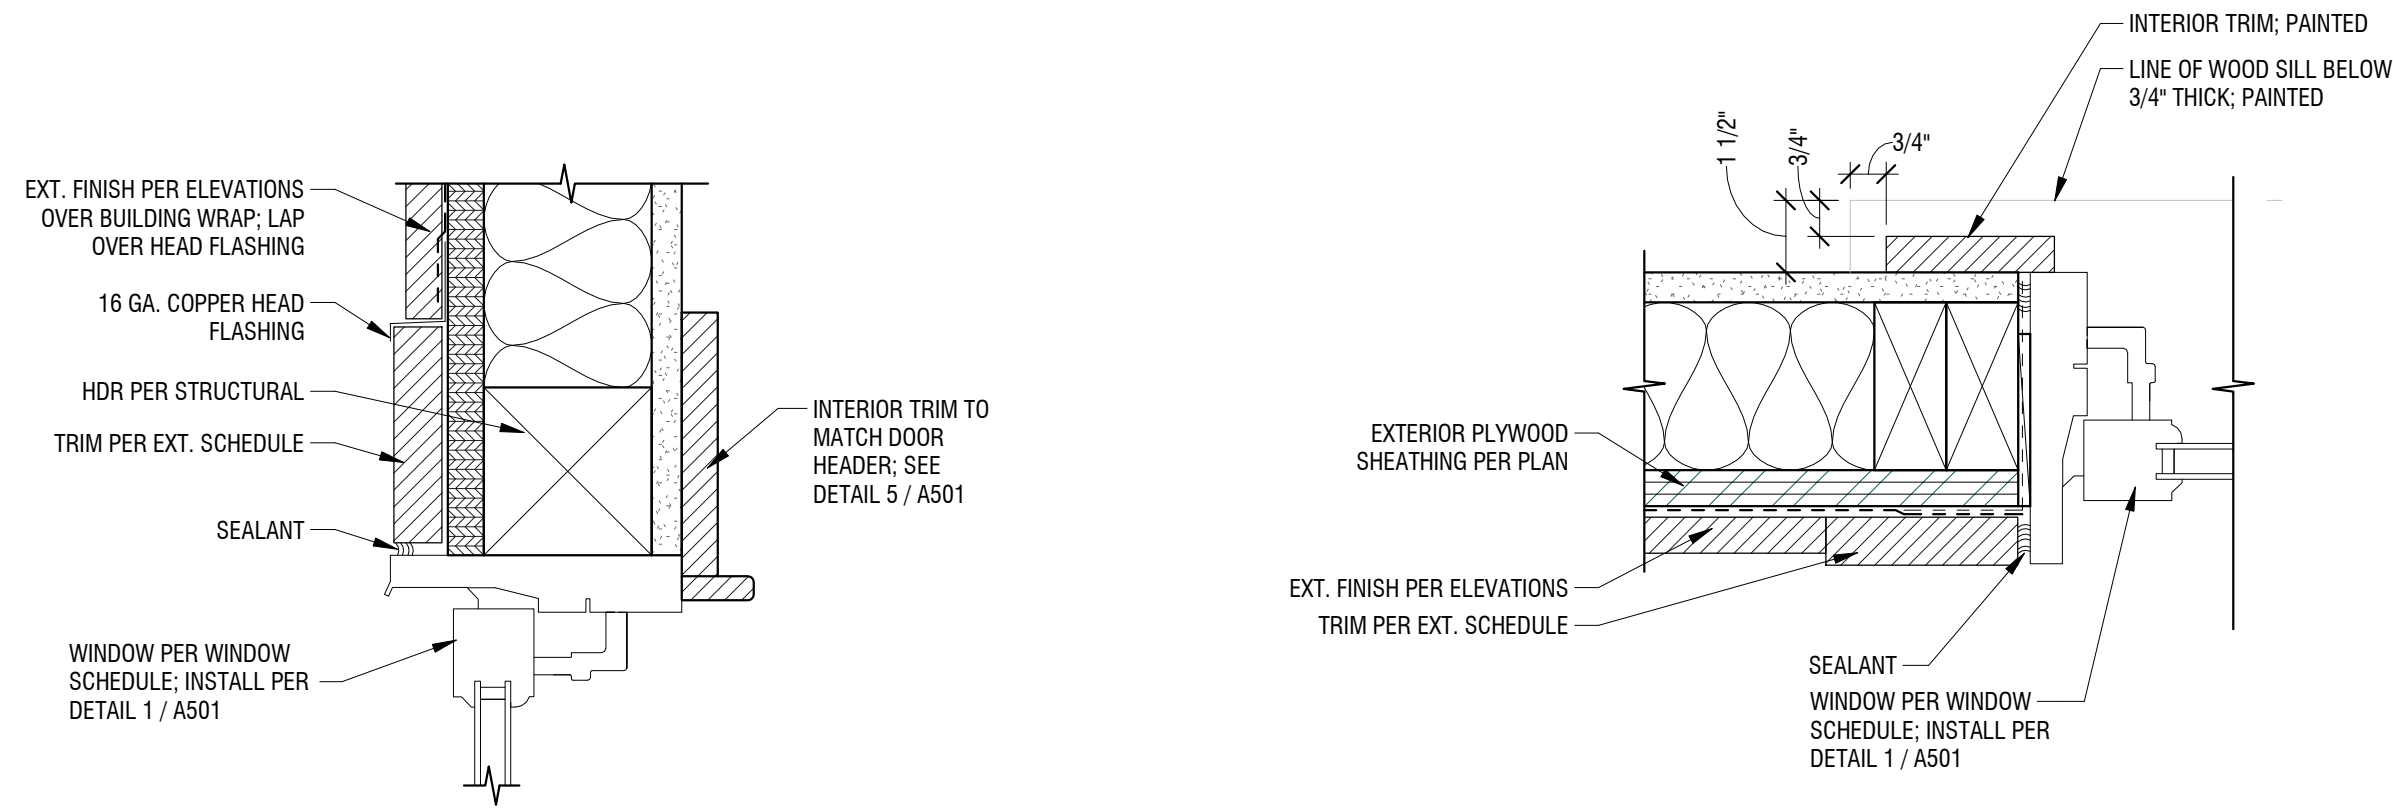 EXT. FINISH PER ELEVATIONS
OVER BUILDING WRAP; LAP
OVER HEAD FLASHING
16 GA. COPPER HEAD
FLASHING
HDR PER STRUCTURAL
TRIM PER EXT. SCHEDULE
SEALANT
WINDOW PER WINDOW
SCHEDULE; INSTALL PER
DETAIL 1 / A501
INTERIOR TRIM TO
MATCH DOOR
HEADER; SEE
DETAIL 5 / A501
INTERIOR TRIM; PAINTED
LINE OF WOOD SILL BELOW
3/4" THICK; PAINTED
1 1/2"
3/4"
3/4"
EXTERIOR PLYWOOD
SHEATHING PER PLAN
EXT. FINISH PER ELEVATIONS
TRIM PER EXT. SCHEDULE
SEALANT
WINDOW PER WINDOW
SCHEDULE; INSTALL PER
DETAIL 1 / A501